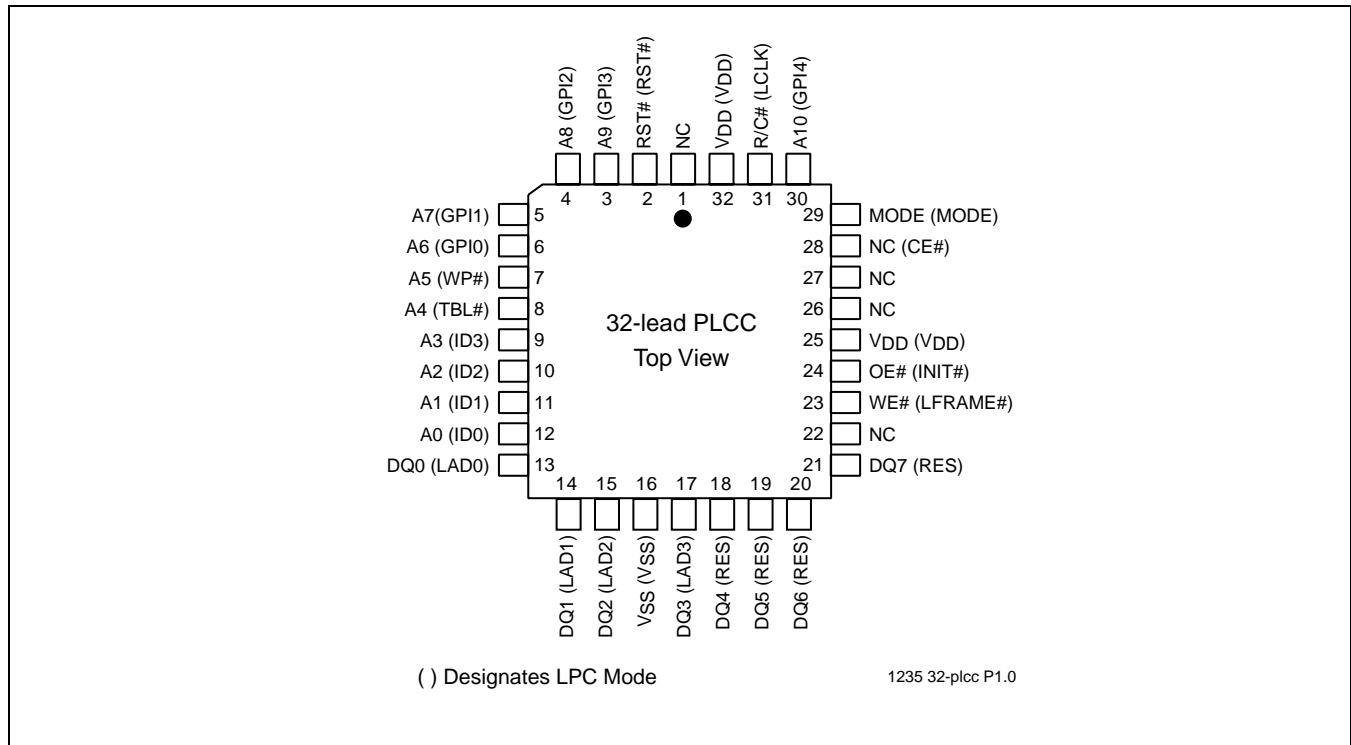 A8 (GPI2)
A9 (GPI3)
RST# (RST#)
NC
VDD (VDD)
R/C# (LCLK)
A10 (GPI4)
4
3
2
1
32
31
30
A7(GPI1)
5
A6 (GPI0)
6
A5 (WP#)
7
A4 (TBL#)
8
A3 (ID3)
9
A2 (ID2)
10
A1 (ID1)
11
A0 (ID0)
12
DQ0 (LAD0)
13
32-lead PLCC
Top View
29
MODE (MODE)
28
NC (CE#)
27
NC
26
NC
25
VDD (VDD)
24
OE# (INIT#)
23
WE# (LFRAME#)
22
NC
21
DQ7 (RES)
14
15
16
17
18
19
20
DQ1 (LAD1)
DQ2 (LAD2)
VSS (VSS)
DQ3 (LAD3)
DQ4 (RES)
DQ5 (RES)
DQ6 (RES)
( ) Designates LPC Mode
1235 32-plcc P1.0